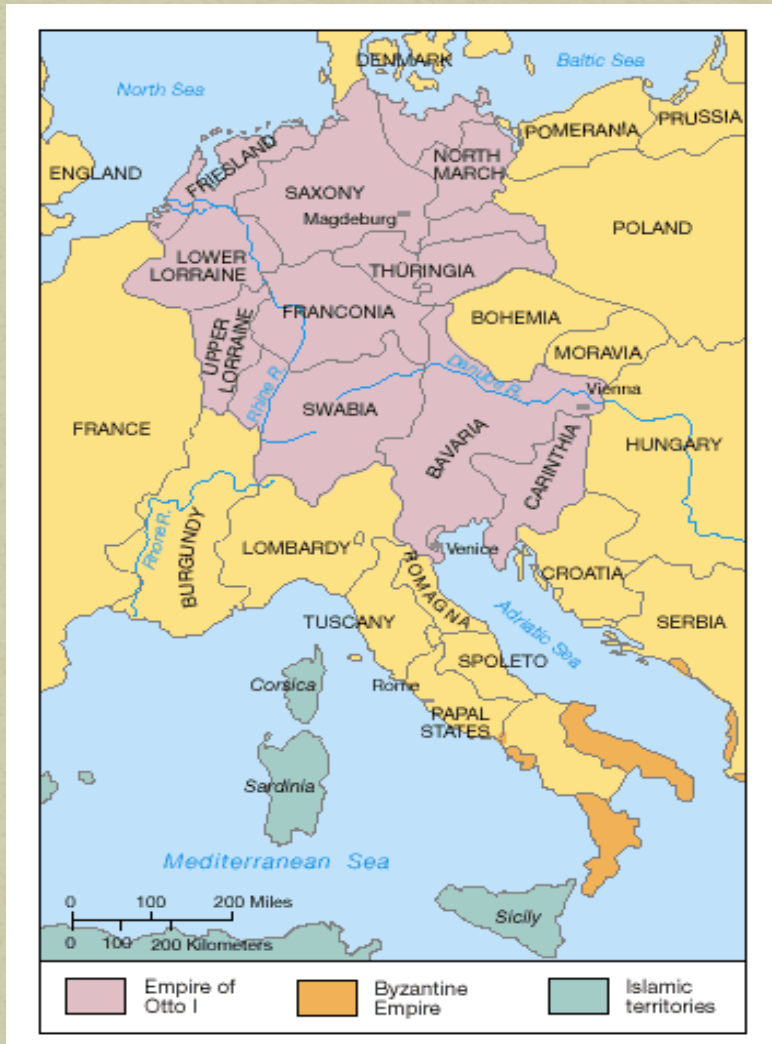 DENMARK
Baltic Sea
North Sea
PRUSSIA
POMERANIA
ENGLAND
FRIESLAND
NORTH
MARCH
SAXONY
Magdeburg
POLAND
LOWER
LORRAINE
THÜRINGIA
FRANCONIA
BOHEMIA
UPPER
LORRAINE
MORAVIA
Rhine R.
Danube R.
Vienna
SWABIA
FRANCE
BAVARIA
CARINTHIA
HUNGARY
Rhone R.
BURGUNDY
LOMBARDY
Venice
ROMAGNA
CROATIA
TUSCANY
Adriatic Sea
SERBIA
SPOLETO
Corsica
Rome
PAPAL
STATES
Sardinia
Mediterranean Sea
0 100 200 Miles
0 100 200 Kilometers
Sicily
Empire of
Otto I
Byzantine
Empire
Islamic
territories